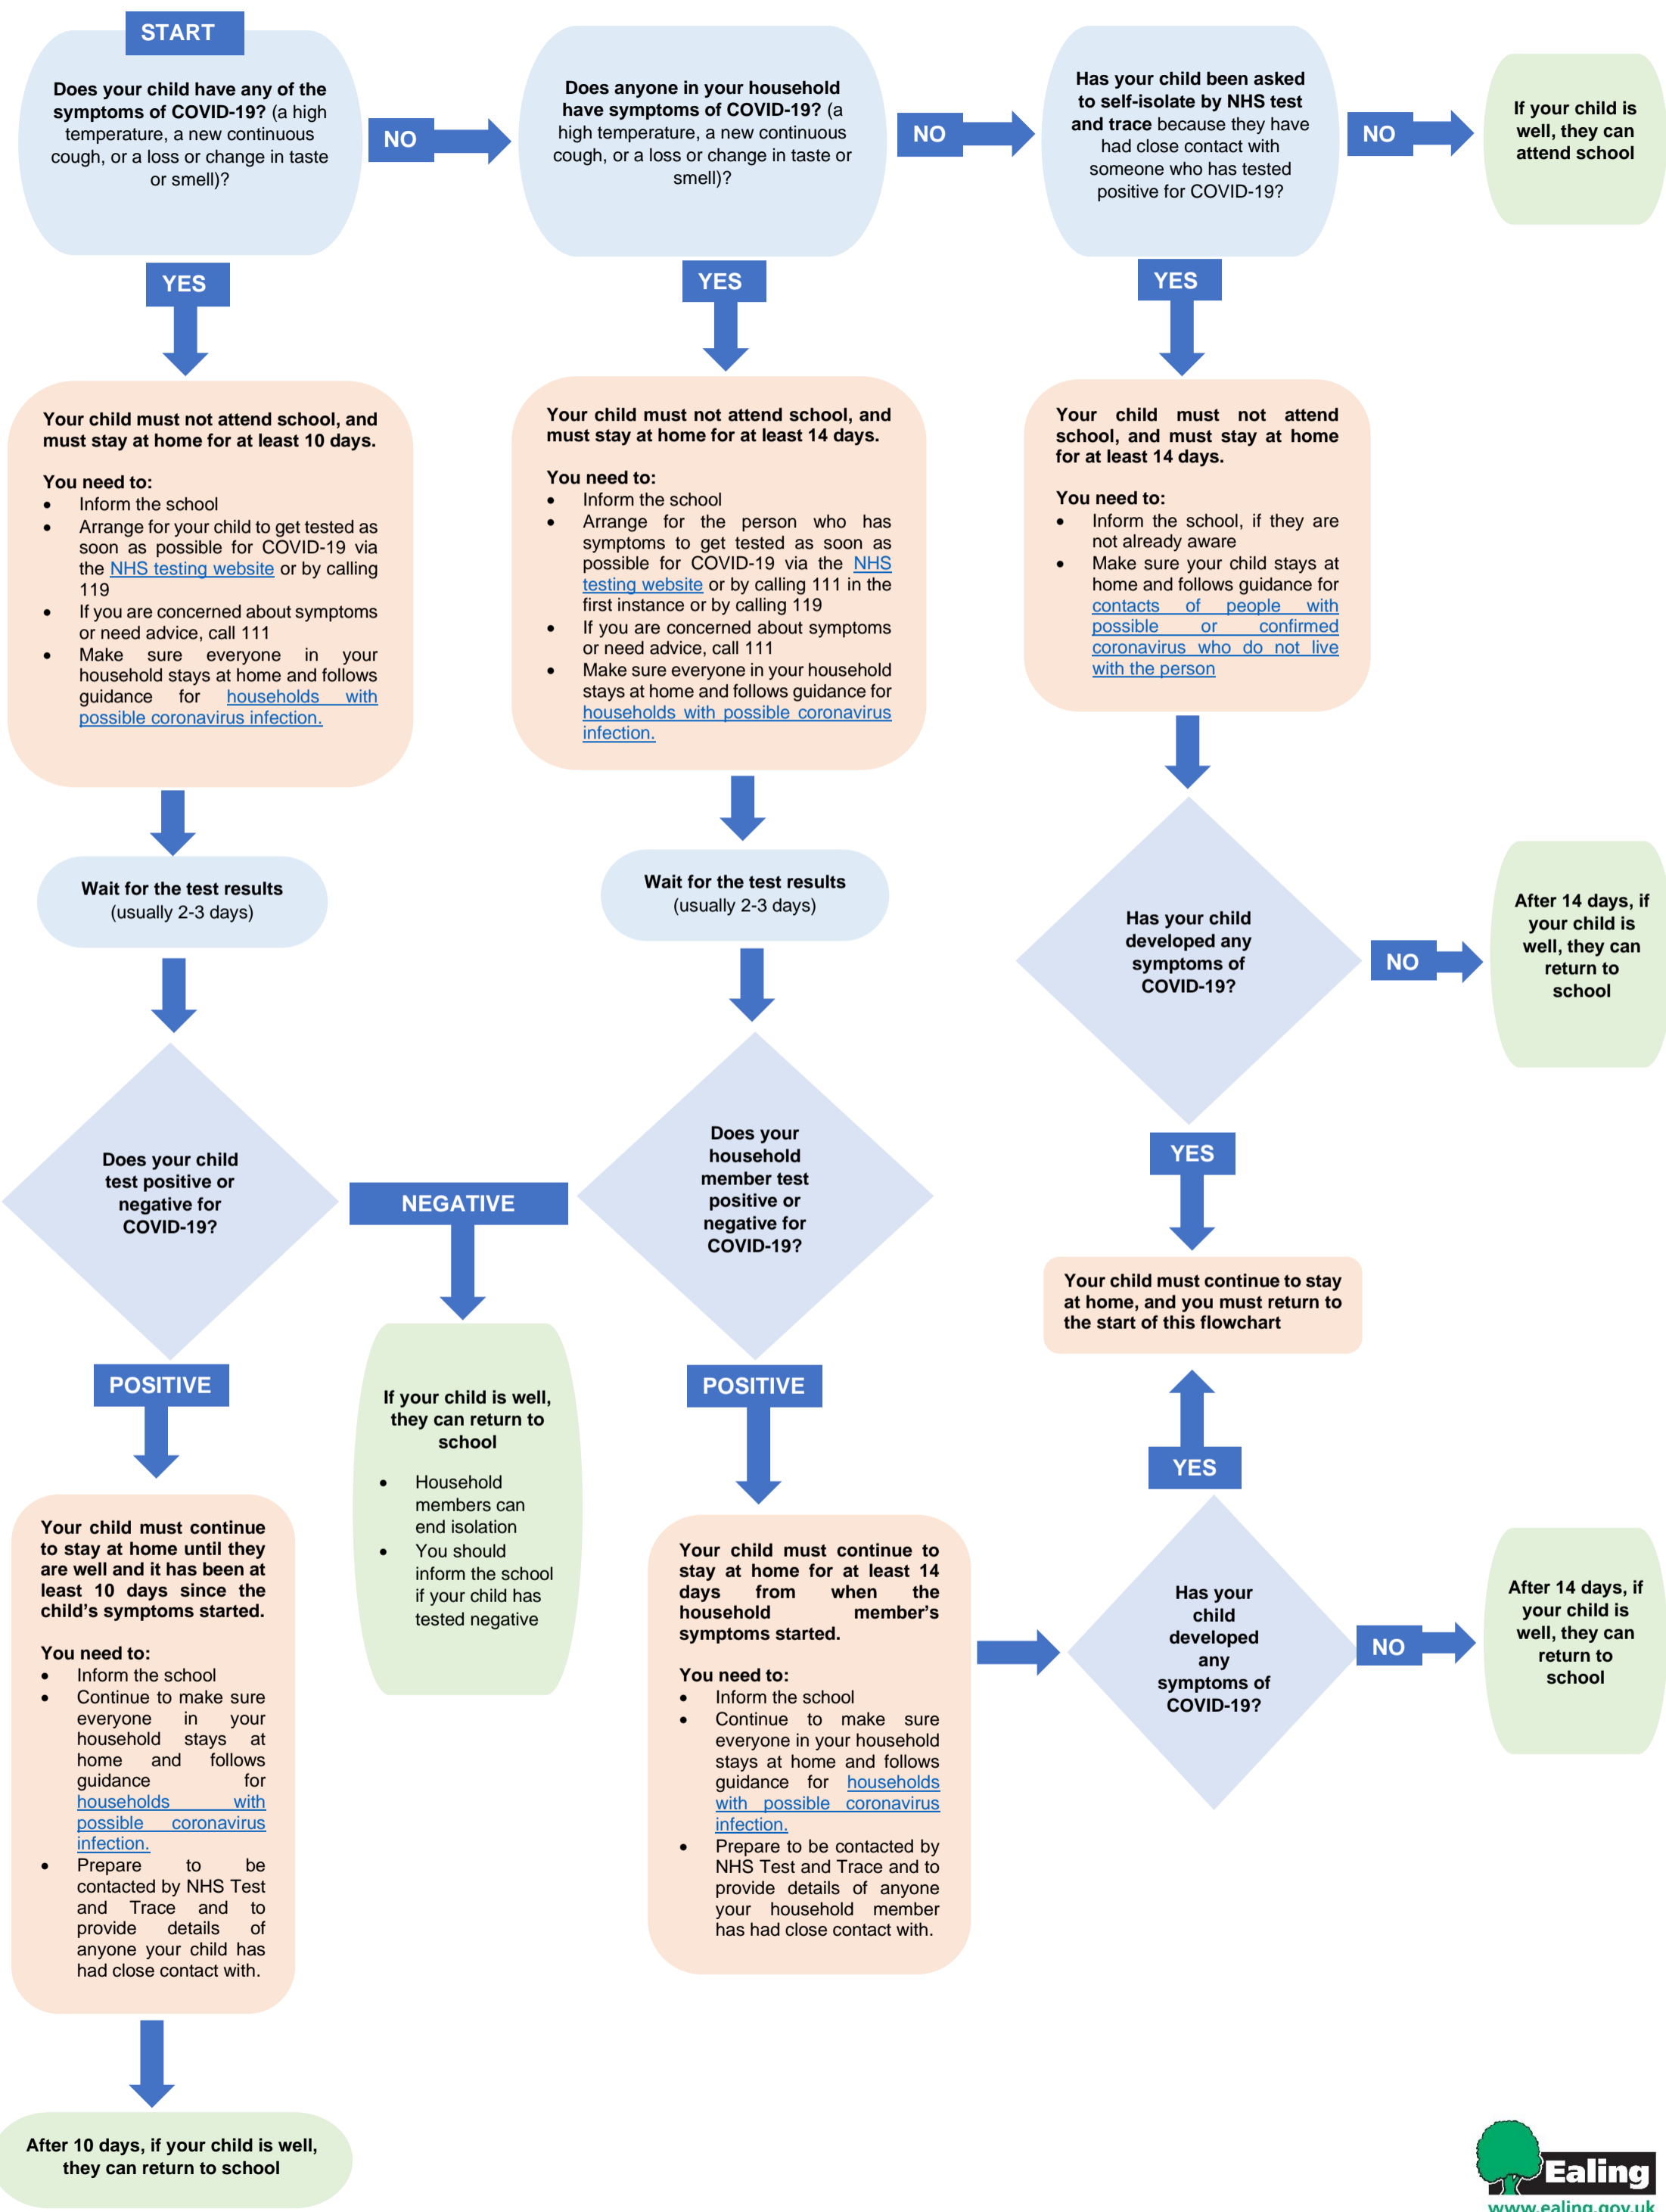 START
Does your child have any of the
symptoms of COVID-19? (a high
temperature, a new continuous
cough, or a loss or change in taste
or smell)?
NO
Does anyone in your household
have symptoms of COVID-19? (a
high temperature, a new continuous
cough, or a loss or change in taste or
smell)?
NO
Has your child been asked
to self-isolate by NHS test
and trace because they have
had close contact with
someone who has tested
positive for COVID-19?
NO
If your child is
well, they can
attend school
YES
YES
YES
Your child must not attend school, and
must stay at home for at least 10 days.
You need to:
• Inform the school
• Arrange for your child to get tested as
soon as possible for COVID-19 via
the NHS testing website or by calling
119
• If you are concerned about symptoms
or need advice, call 111
• Make sure everyone in your
household stays at home and follows
guidance for households with
possible coronavirus infection.
Your child must not attend school, and
must stay at home for at least 14 days.
You need to:
• Inform the school
• Arrange for the person who has
symptoms to get tested as soon as
possible for COVID-19 via the NHS
testing website or by calling 111 in the
first instance or by calling 119
• If you are concerned about symptoms
or need advice, call 111
• Make sure everyone in your household
stays at home and follows guidance for
households with possible coronavirus
infection.
Your child must not attend
school, and must stay at home
for at least 14 days.
You need to:
• Inform the school, if they are
not already aware
• Make sure your child stays at
home and follows guidance for
contacts of people with
possible or confirmed
coronavirus who do not live
with the person
Wait for the test results
(usually 2-3 days)
Wait for the test results
(usually 2-3 days)
Has your child
developed any
symptoms of
COVID-19?
NO
After 14 days, if
your child is
well, they can
return to
school
Does your child
test positive or
negative for
COVID-19?
NEGATIVE
Does your
household
member test
positive or
negative for
COVID-19?
YES
Your child must continue to stay
at home, and you must return to
the start of this flowchart
POSITIVE
If your child is well,
they can return to
school
• Household
members can
end isolation
• You should
inform the school
if your child has
tested negative
POSITIVE
YES
Your child must continue
to stay at home until they
are well and it has been at
least 10 days since the
child's symptoms started.
You need to:
• Inform the school
• Continue to make sure
everyone in your
household stays at
home and follows
guidance for
households with
possible coronavirus
infection.
• Prepare to be
contacted by NHS Test
and Trace and to
provide details of
anyone your child has
had close contact with.
Your child must continue to
stay at home for at least 14
days from when the
household member's
symptoms started.
You need to:
• Inform the school
• Continue to make sure
everyone in your household
stays at home and follows
guidance for households
with possible coronavirus
infection.
• Prepare to be contacted by
NHS Test and Trace and to
provide details of anyone
your household member
has had close contact with.
Has your
child
developed
any
symptoms of
COVID-19?
NO
After 14 days, if
your child is
well, they can
return to
school
After 10 days, if your child is well,
they can return to school
Ealing
www.ealing.gov.uk